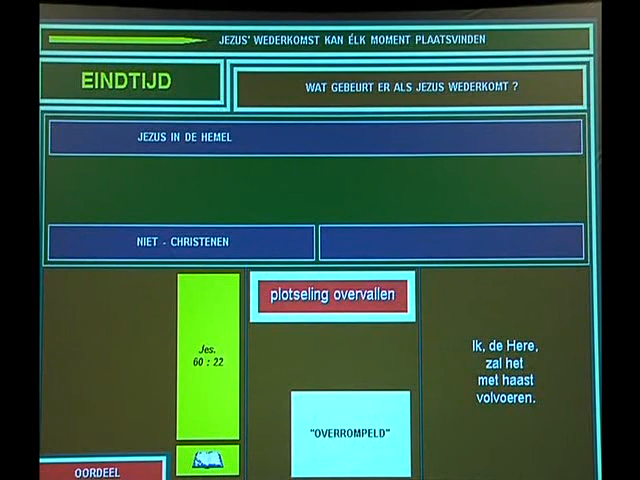 JEZUS' WEDERKOMST KAN ÉLK MOMENT PLAATSVINDEN
EINDTIJD
WAT GEBEURT ER ALS JEZUS WEDERKOMT ?
JEZUS IN DE HEMEL
NIET - CHRISTENEN
plotseling overvallen
Jes.
60 : 22
Ik, de Here,
zal het
met haast
volvoeren.
"OVERROMPELD"
OORDEEL